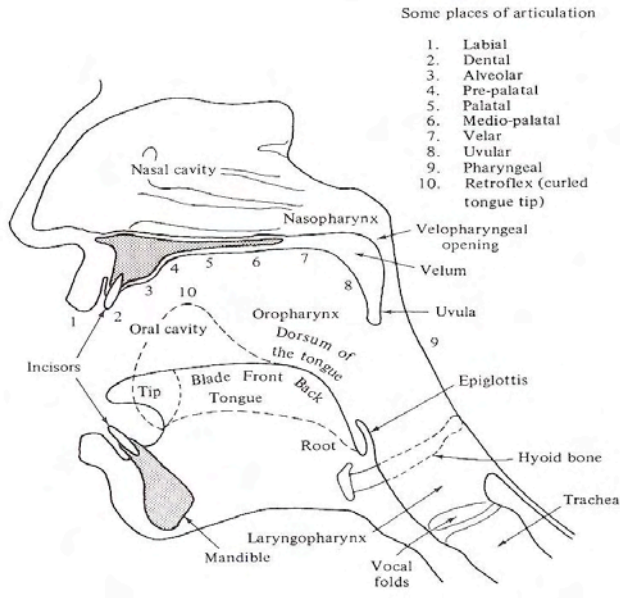 Some places of articulation
1. Labial
2. Dental
3. Alveolar
4. Pre-palatal
5. Palatal
6. Medio-palatal
7. Velar
8. Uvular
9. Pharyngeal
10. Retroflex (curled
tongue tip)
Nasal cavity
Nasopharynx
Velopharyngeal
opening
Velum
Uvula
1
2
3
4
5
6
7
8
9
10
Oral cavity
Oropharynx
Dorsum of
the tongue
Incisors
Tip
Blade Front
Back
Tongue
Root
Epiglottis
Hyoid bone
Trachea
Laryngopharynx
Mandible
Vocal
folds